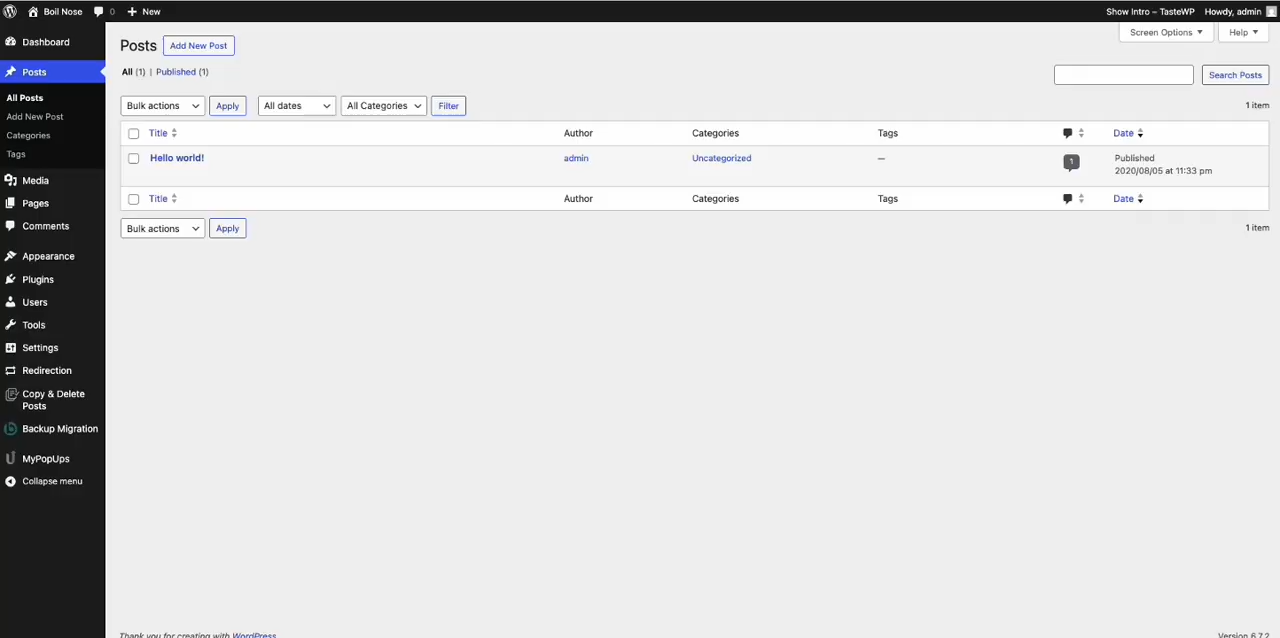 Boil Nose 0 New Show Intro – TasteWP Howdy, admin
Screen Options Help
Dashboard
Posts
All Posts
Add New Post
Categories
Tags
Media
Pages
Comments
Appearance
Plugins
Users
Tools
Settings
Redirection
Copy & Delete
Posts
Backup Migration
MyPopUps
Collapse menu
Posts Add New Post
All (1) | Published (1)
Search Posts
Bulk actions Apply All dates All Categories Filter 1 item
Title Author Categories Tags Date
Hello world! admin Uncategorized — 1 Published
2020/08/05 at 11:33 pm
Title Author Categories Tags Date
Bulk actions Apply 1 item
Thank you for creating with WordPress Version 6.7.2